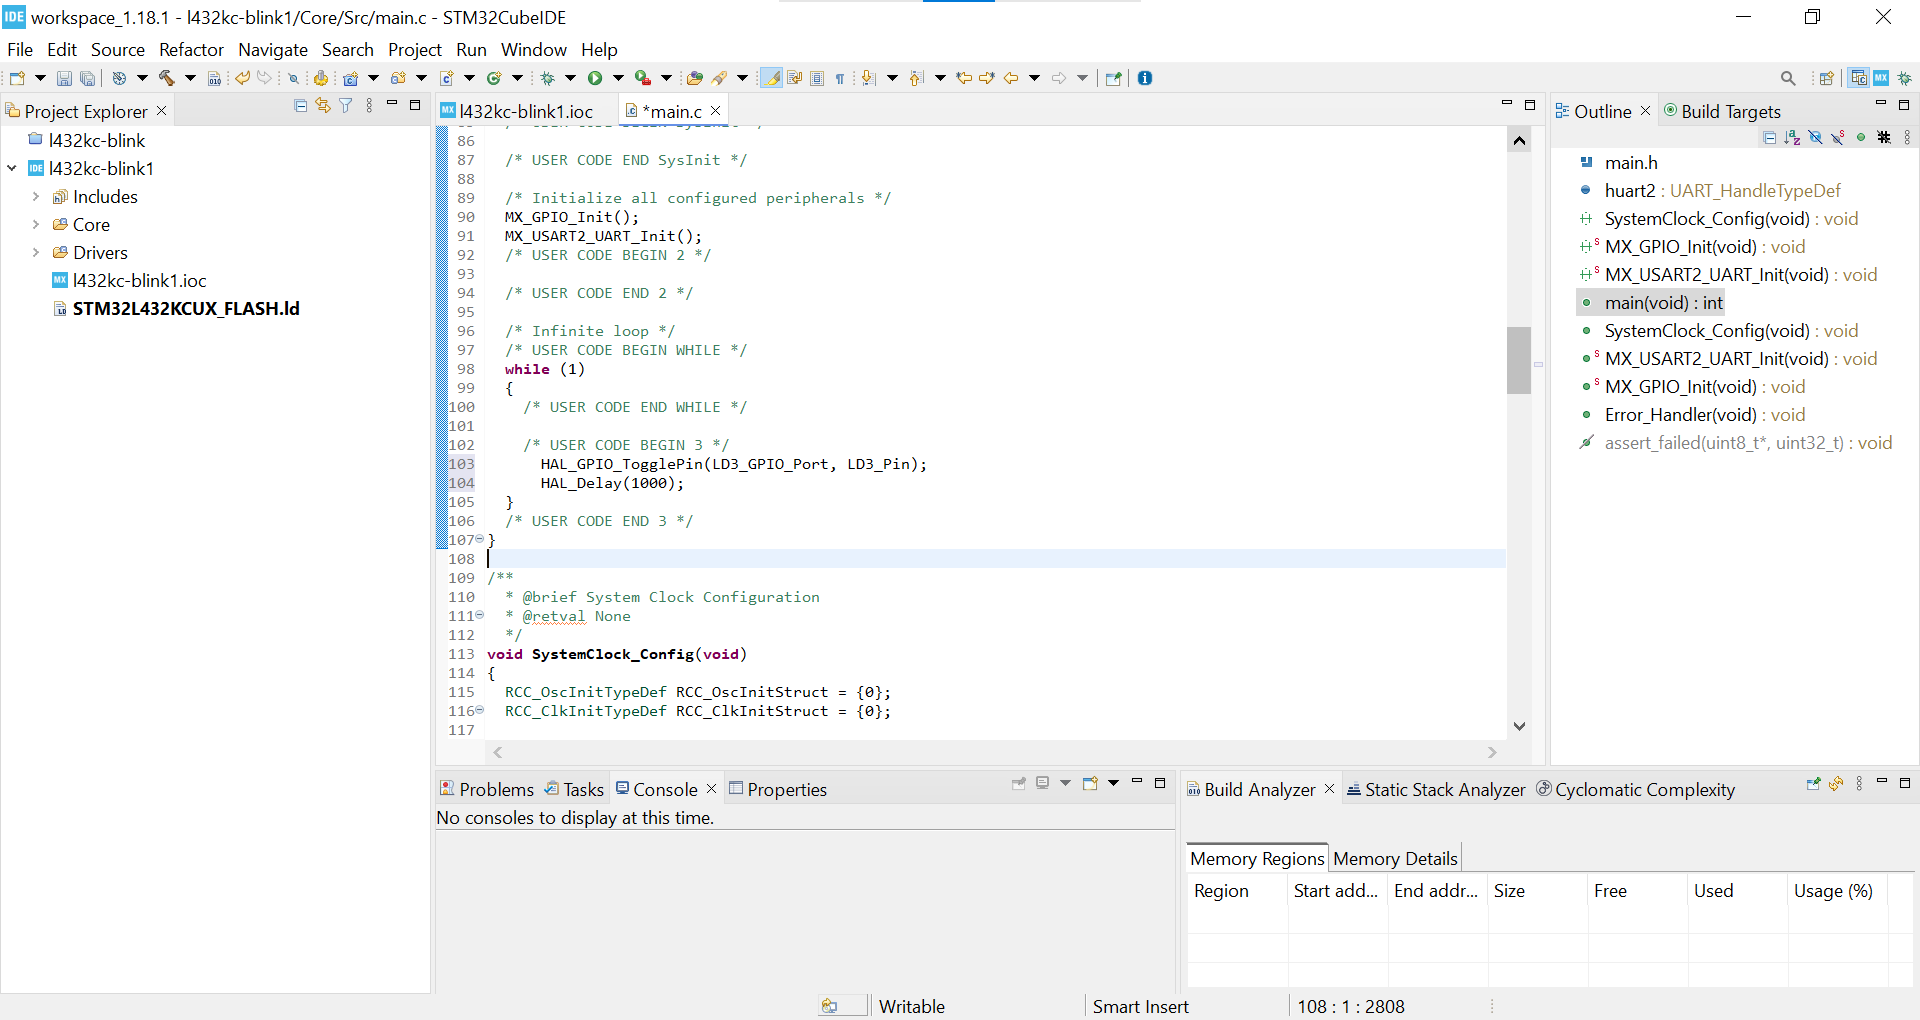 IDE workspace_1.18.1 - l432kc-blink1/Core/Src/main.c - STM32CubeIDE
File Edit Source Refactor Navigate Search Project Run Window Help
Project Explorer
l432kc-blink
IDE l432kc-blink1
Includes
Core
Drivers
MX l432kc-blink1.ioc
STM32L432KCUX_FLASH.ld
MX l432kc-blink1.ioc *main.c
86
87 /* USER CODE END SysInit */
88
89 /* Initialize all configured peripherals */
90 MX_GPIO_Init();
91 MX_USART2_UART_Init();
92 /* USER CODE BEGIN 2 */
93
94 /* USER CODE END 2 */
95
96 /* Infinite loop */
97 /* USER CODE BEGIN WHILE */
98 while (1)
99 {
100 /* USER CODE END WHILE */
101
102 /* USER CODE BEGIN 3 */
103 HAL_GPIO_TogglePin(LD3_GPIO_Port, LD3_Pin);
104 HAL_Delay(1000);
105 }
106 /* USER CODE END 3 */
107 }
108
109 /**
110 * @brief System Clock Configuration
111 * @retval None
112 */
113 void SystemClock_Config(void)
114 {
115 RCC_OscInitTypeDef RCC_OscInitStruct = {0};
116 RCC_ClkInitTypeDef RCC_ClkInitStruct = {0};
117
Outline Build Targets
main.h
huart2 : UART_HandleTypeDef
SystemClock_Config(void) : void
MX_GPIO_Init(void) : void
MX_USART2_UART_Init(void) : void
main(void) : int
SystemClock_Config(void) : void
MX_USART2_UART_Init(void) : void
MX_GPIO_Init(void) : void
Error_Handler(void) : void
assert_failed(uint8_t*, uint32_t) : void
Problems Tasks Console Properties
No consoles to display at this time.
Build Analyzer Static Stack Analyzer Cyclomatic Complexity
Memory Regions Memory Details
Region Start add... End addr... Size Free Used Usage (%)
Writable Smart Insert 108 : 1 : 2808